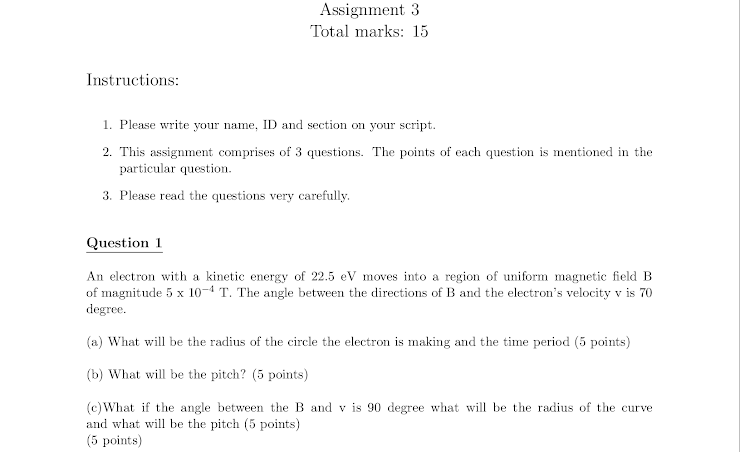 Assignment 3
Total marks: 15
Instructions:
1. Please write your name, ID and section on your script.
2. This assignment comprises of 3 questions. The points of each question is mentioned in the
particular question.
3. Please read the questions very carefully.
Question 1
An electron with a kinetic energy of 22.5 eV moves into a region of uniform magnetic field B
of magnitude 5 x 10⁻⁴ T. The angle between the directions of B and the electron's velocity v is 70
degree.
(a) What will be the radius of the circle the electron is making and the time period (5 points)
(b) What will be the pitch? (5 points)
(c)What if the angle between the B and v is 90 degree what will be the radius of the curve
and what will be the pitch (5 points)
(5 points)